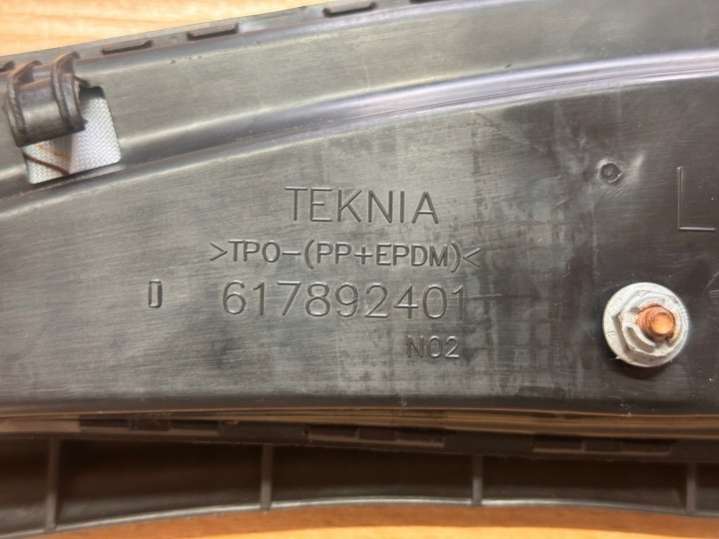 TEKNIA
>TPO-(PP+EPDM)<
L
D 617892401
N02